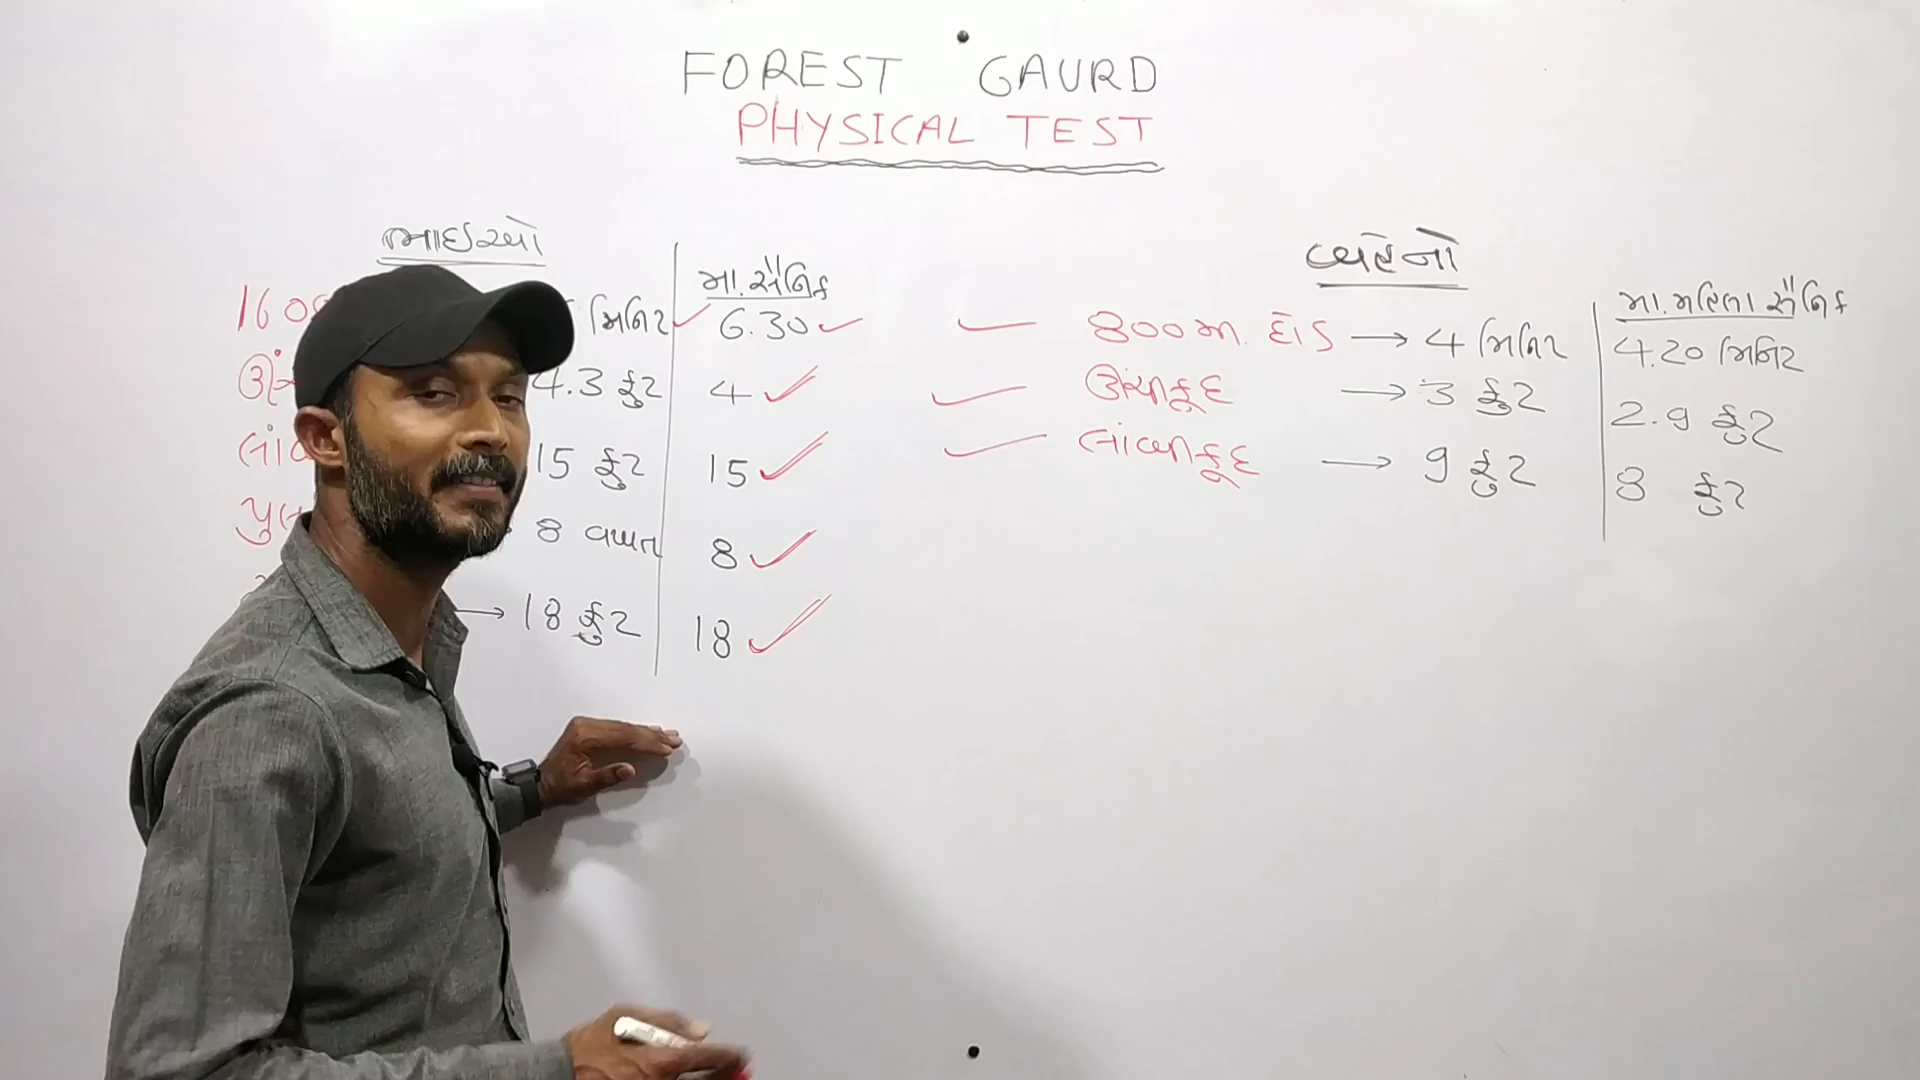 FOREST GAURD
PHYSICAL TEST
ભાઈઓ
મા.સૈનિક
મિનિટ 6.30
4.3 ફુટ 4
15 ફુટ 15
8 વખત 8
→ 18 ફુટ 18
બહેનો
મા.મહિલા સૈનિક
800મી. દોડ → 4 મિનિટ 4.20 મિનિટ
ઊંચીકૂદ → 3 ફુટ 2.9 ફુટ
લાંબીકૂદ → 9 ફુટ 8 ફુટ